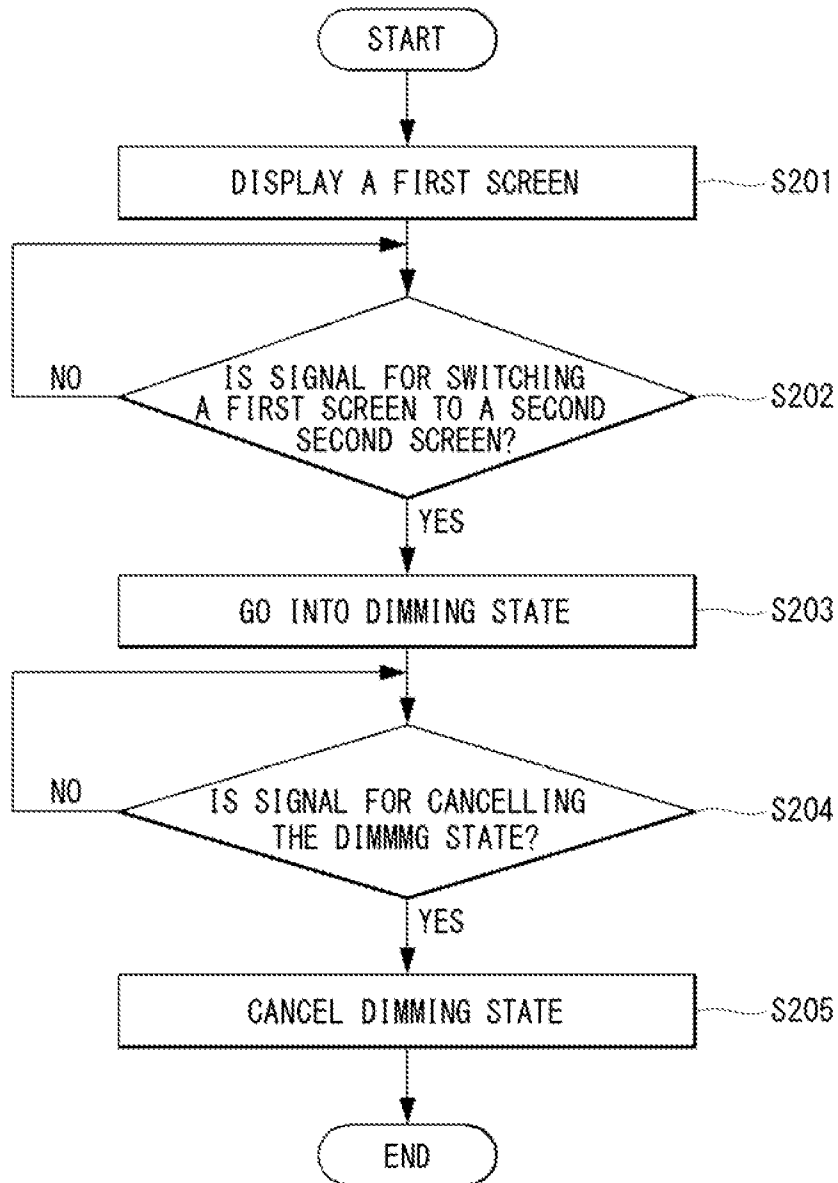 START
DISPLAY A FIRST SCREEN
S201
NO
IS SIGNAL FOR SWITCHING
A FIRST SCREEN TO A SECOND
SECOND SCREEN?
S202
YES
GO INTO DIMMING STATE
S203
NO
IS SIGNAL FOR CANCELLING
THE DIMMMG STATE?
S204
YES
CANCEL DIMMING STATE
S205
END